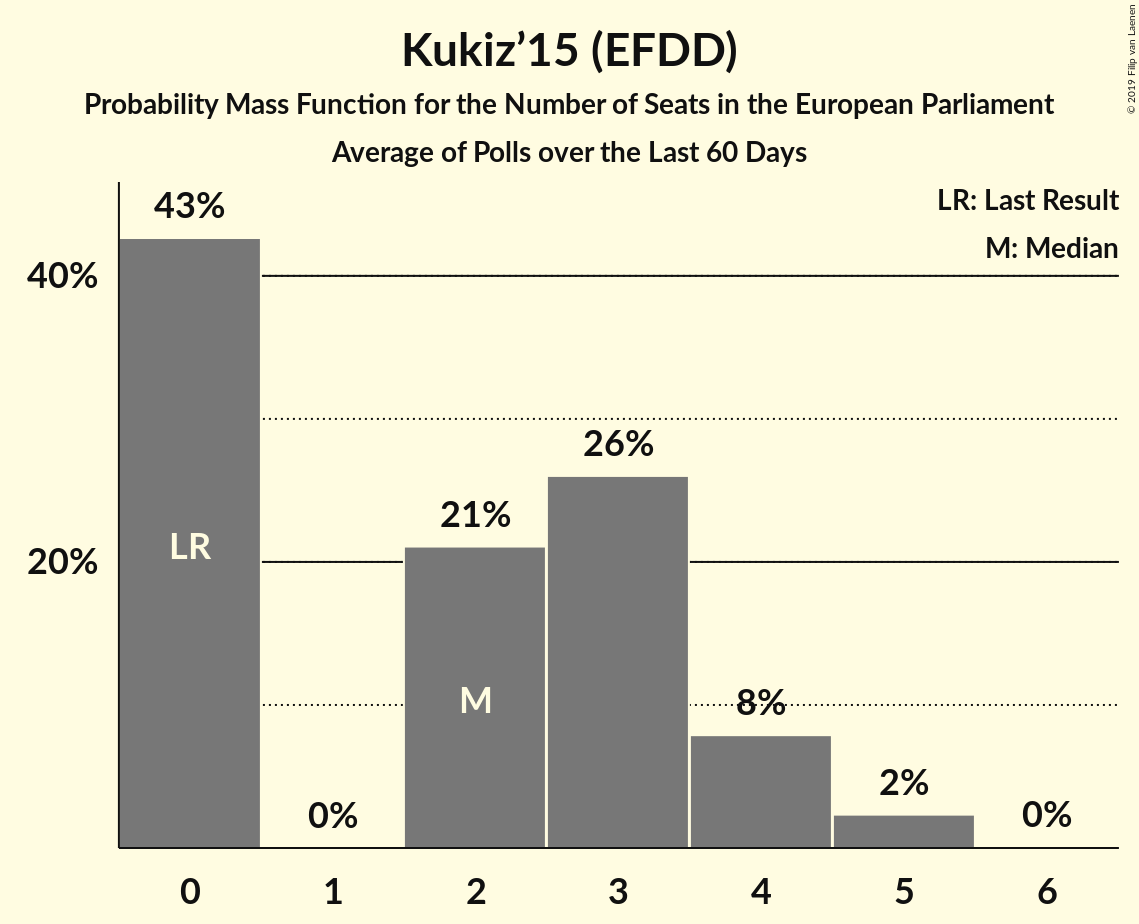 Kukiz’15 (EFDD)
Probability Mass Function for the Number of Seats in the European Parliament
Average of Polls over the Last 60 Days
© 2019 Filip van Laenen
LR: Last Result
M: Median
43%
40%
26%
21%
LR
20%
M
8%
2%
0%
0%
0 1 2 3 4 5 6